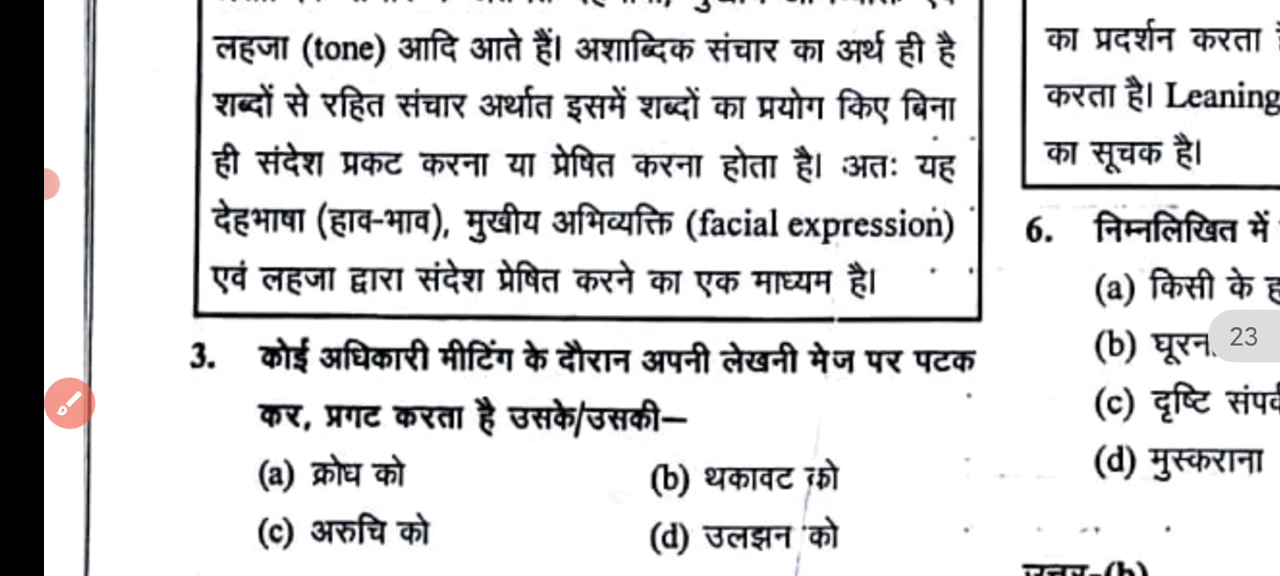 लहजा (tone) आदि आते हैं। अशाब्दिक संचार का अर्थ ही है
शब्दों से रहित संचार अर्थात इसमें शब्दों का प्रयोग किए बिना
ही संदेश प्रकट करना या प्रेषित करना होता है। अतः यह
देहभाषा (हाव-भाव), मुखीय अभिव्यक्ति (facial expression)
एवं लहजा द्वारा संदेश प्रेषित करने का एक माध्यम है।
3. कोई अधिकारी मीटिंग के दौरान अपनी लेखनी मेज पर पटक
कर, प्रगट करता है उसके/उसकी–
(a) क्रोध को (b) थकावट को
(c) अरुचि को (d) उलझन को
का प्रदर्शन करता
करता है। Leaning
का सूचक है।
6. निम्नलिखित में
(a) किसी के
(b)
(c) दृष्टि
(d) मुस्कराना
उत्तर-(b)
23